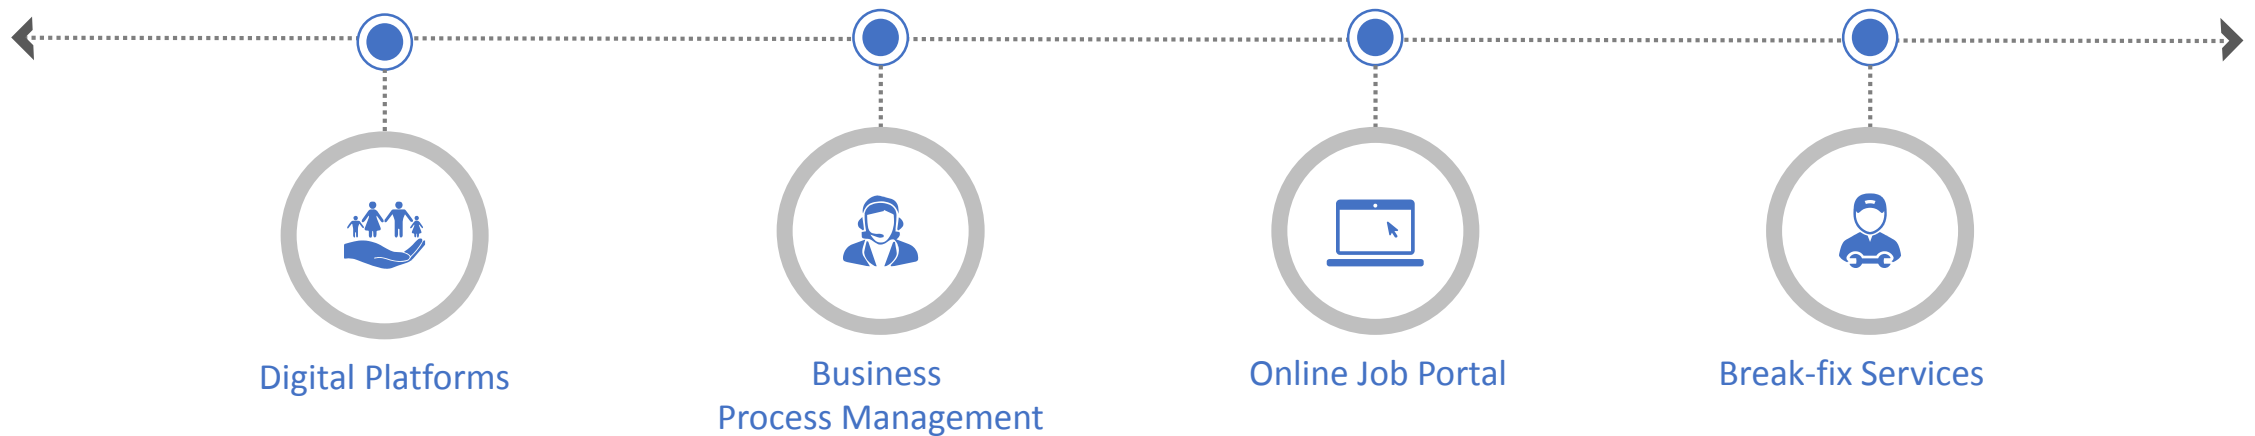 Digital Platforms
Business
Process Management
Online Job Portal
Break-fix Services